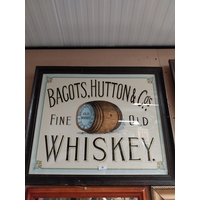 BAGOTS, HUTTON & Co's
FINE OLD
WHISKEY.